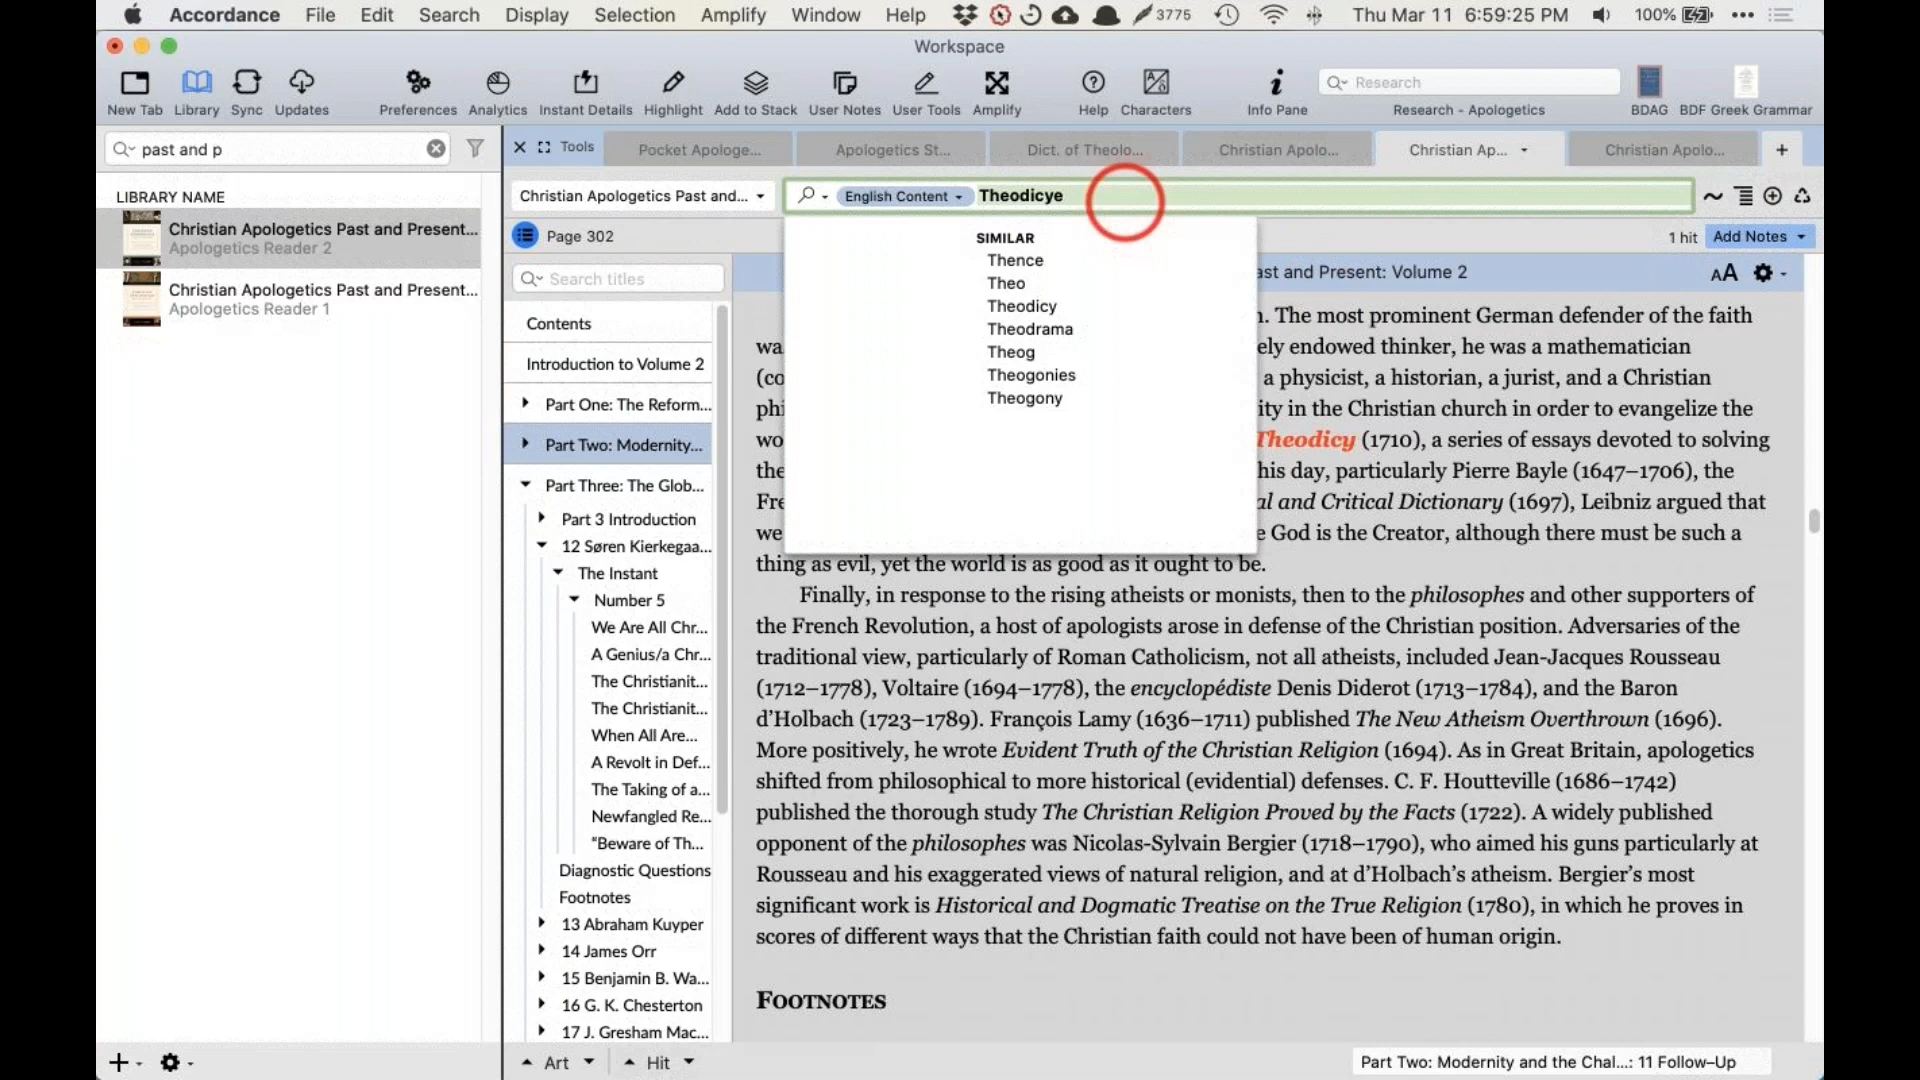 Accordance File Edit Search Display Selection Amplify Window Help 3775 Thu Mar 11 6:59:25 PM 100%
Workspace
New Tab Library Sync Updates Preferences Analytics Instant Details Highlight Add to Stack User Notes User Tools Amplify Help Characters Info Pane Research Research - Apologetics BDAG BDF Greek Grammar
past and p
Tools Pocket Apologe... Apologetics St... Dict. of Theolo... Christian Apolo... Christian Ap... Christian Apolo...
LIBRARY NAME
Christian Apologetics Past and Present...
Apologetics Reader 2
Christian Apologetics Past and Present...
Apologetics Reader 1
Christian Apologetics Past and... English Content Theodicye
Page 302
1 hit Add Notes
SIMILAR
Thence
Theo
Theodicy
Theodrama
Theog
Theogonies
Theogony
Search titles
Contents
Introduction to Volume 2
Part One: The Reform...
Part Two: Modernity...
Part Three: The Glob...
Part 3 Introduction
12 Søren Kierkegaa...
The Instant
Number 5
We Are All Chr...
A Genius/a Chr...
The Christianit...
The Christianit...
When All Are...
A Revolt in Def...
The Taking of a...
Newfangled Re...
"Beware of Th...
Diagnostic Questions
Footnotes
13 Abraham Kuyper
14 James Orr
15 Benjamin B. Wa...
16 G. K. Chesterton
17 J. Gresham Mac...
ast and Present: Volume 2 AA
. The most prominent German defender of the faith
wa ely endowed thinker, he was a mathematician
(co a physicist, a historian, a jurist, and a Christian
phi ity in the Christian church in order to evangelize the
wo Theodicy (1710), a series of essays devoted to solving
the his day, particularly Pierre Bayle (1647–1706), the
Fre al and Critical Dictionary (1697), Leibniz argued that
we e God is the Creator, although there must be such a
thing as evil, yet the world is as good as it ought to be.
Finally, in response to the rising atheists or monists, then to the philosophes and other supporters of
the French Revolution, a host of apologists arose in defense of the Christian position. Adversaries of the
traditional view, particularly of Roman Catholicism, not all atheists, included Jean-Jacques Rousseau
(1712–1778), Voltaire (1694–1778), the encyclopédiste Denis Diderot (1713–1784), and the Baron
d'Holbach (1723–1789). François Lamy (1636–1711) published The New Atheism Overthrown (1696).
More positively, he wrote Evident Truth of the Christian Religion (1694). As in Great Britain, apologetics
shifted from philosophical to more historical (evidential) defenses. C. F. Houtteville (1686–1742)
published the thorough study The Christian Religion Proved by the Facts (1722). A widely published
opponent of the philosophes was Nicolas-Sylvain Bergier (1718–1790), who aimed his guns particularly at
Rousseau and his exaggerated views of natural religion, and at d'Holbach's atheism. Bergier's most
significant work is Historical and Dogmatic Treatise on the True Religion (1780), in which he proves in
scores of different ways that the Christian faith could not have been of human origin.
FOOTNOTES
Art Hit
Part Two: Modernity and the Chal...: 11 Follow–Up